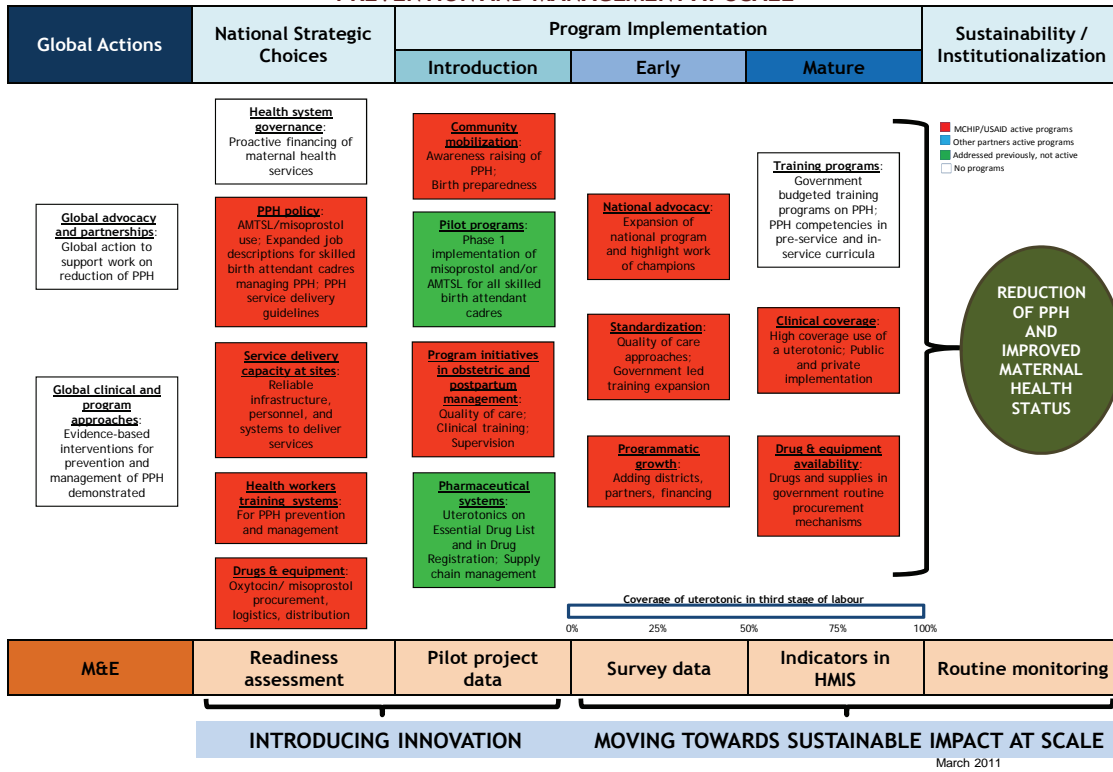 PREVENTION AND MANAGEMENT AT SCALE
Global Actions
National Strategic
Choices
Program Implementation
Introduction
Early
Mature
Sustainability /
Institutionalization
Global advocacy
and partnerships:
Global action to
support work on
reduction of PPH
Global clinical and
program
approaches:
Evidence-based
interventions for
prevention and
management of PPH
demonstrated
Health system
governance:
Proactive financing of
maternal health
services
PPH policy:
AMTSL/misoprostol
use; Expanded job
descriptions for skilled
birth attendant cadres
managing PPH; PPH
service delivery
guidelines
Service delivery
capacity at sites:
Reliable
infrastructure,
personnel, and
systems to deliver
services
Health workers
training systems:
For PPH prevention
and management
Drugs & equipment:
Oxytocin/ misoprostol
procurement,
logistics, distribution
Community
mobilization:
Awareness raising of
PPH;
Birth preparedness
Pilot programs:
Phase 1
implementation of
misoprostol and/or
AMTSL for all skilled
birth attendant
cadres
Program initiatives
in obstetric and
postpartum
management:
Quality of care;
Clinical training;
Supervision
Pharmaceutical
systems:
Uterotonics on
Essential Drug List
and in Drug
Registration; Supply
chain management
National advocacy:
Expansion of
national program
and highlight work
of champions
Standardization:
Quality of care
approaches;
Government led
training expansion
Programmatic
growth:
Adding districts,
partners, financing
Training programs:
Government
budgeted training
programs on PPH;
PPH competencies in
pre-service and in-
service curricula
Clinical coverage:
High coverage use of
a uterotonic; Public
and private
implementation
Drug & equipment
availability:
Drugs and supplies in
government routine
procurement
mechanisms
MCHIP/USAID active programs
Other partners active programs
Addressed previously, not active
No programs
REDUCTION
OF PPH
AND
IMPROVED
MATERNAL
HEALTH
STATUS
Coverage of uterotonic in third stage of labour
0% 25% 50% 75% 100%
M&E
Readiness
assessment
Pilot project
data
Survey data
Indicators in
HMIS
Routine monitoring
INTRODUCING INNOVATION
MOVING TOWARDS SUSTAINABLE IMPACT AT SCALE
March 2011